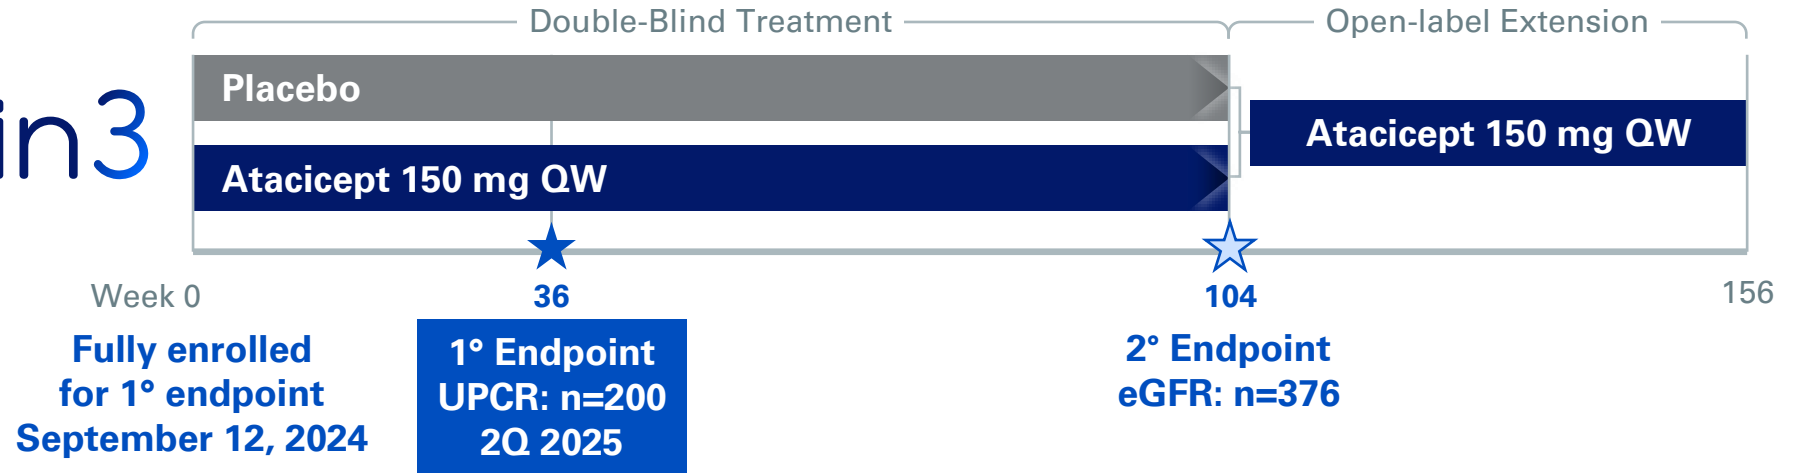 Double-Blind Treatment
Open-label Extension
in3
Placebo
Atacicept 150 mg QW
Atacicept 150 mg QW
Week 0
36
104
156
Fully enrolled
for 1° endpoint
September 12, 2024
1° Endpoint
UPCR: n=200
2Q 2025
2° Endpoint
eGFR: n=376